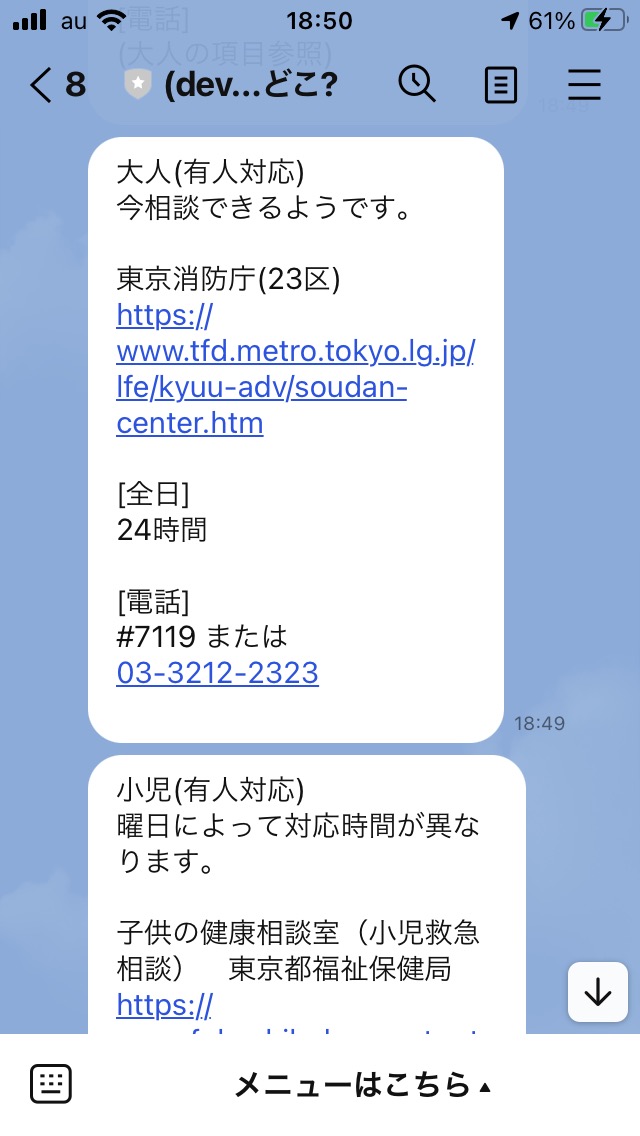 au
18:50
61%
[電話]
(大人の項目参照)
8
(dev...どこ?
大人(有人対応)
今相談できるようです。
東京消防庁(23区)
https://
www.tfd.metro.tokyo.lg.jp/
lfe/kyuu-adv/soudan-
center.htm
[全日]
24時間
[電話]
#7119 または
03-3212-2323
18:49
小児(有人対応)
曜日によって対応時間が異な
ります。
子供の健康相談室(小児救急
相談) 東京都福祉保健局
https://
メニューはこちら▲